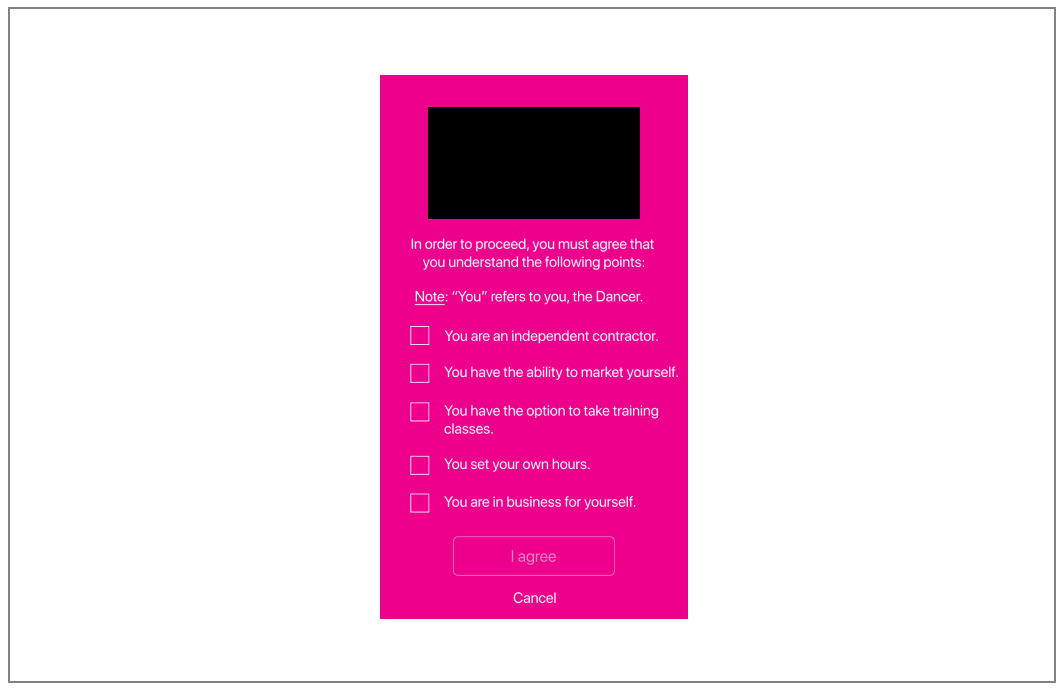 In order to proceed, you must agree that
you understand the following points:
Note: “You” refers to you, the Dancer.
You are an independent contractor.
You have the ability to market yourself.
You have the option to take training
classes.
You set your own hours.
You are in business for yourself.
I agree
Cancel